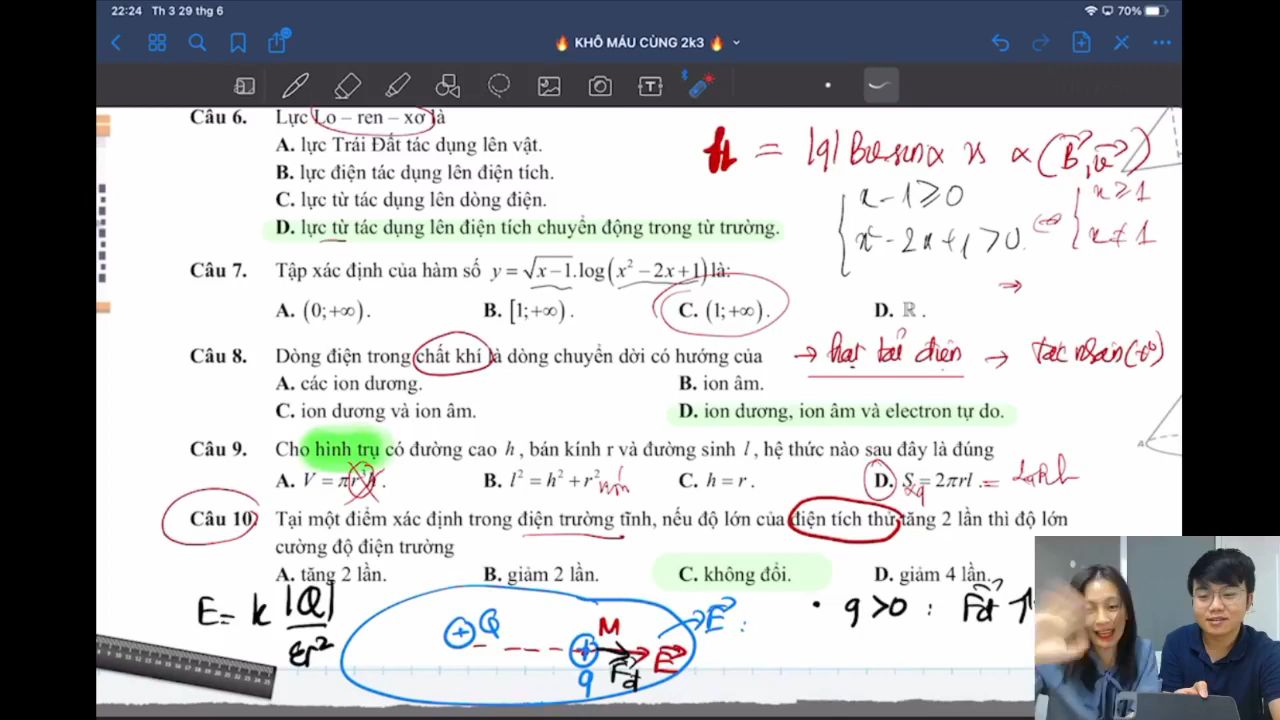 22:24 Th 3 29 thg 6
70%
🔥 KHÔ MÁU CÙNG 2k3 🔥
Câu 6. Lực Lo – ren – xơ là
A. lực Trái Đất tác dụng lên vật.
B. lực điện tác dụng lên điện tích.
C. lực từ tác dụng lên dòng điện.
D. lực từ tác dụng lên điện tích chuyển động trong từ trường.
= |q| Bv sin α vs α (B, v)
{ x - 1 ≥ 0
x² - 2x + 1 > 0
⇔ { x ≥ 1
x ≠ 1
⇒
Câu 7. Tập xác định của hàm số y = √x−1.log(x² −2x+1) là:
A. (0;+∞). B. [1;+∞). C. (1;+∞). D. ℝ.
Câu 8. Dòng điện trong chất khí là dòng chuyển dời có hướng của → hạt tải điện → tác nhân (t°)
A. các ion dương. B. ion âm.
C. ion dương và ion âm. D. ion dương, ion âm và electron tự do.
Câu 9. Cho hình trụ có đường cao h, bán kính r và đường sinh l, hệ thức nào sau đây là đúng
A. V = πr²h. B. l² = h² + r². nón C. h = r. D. Sxq = 2πrl. = 2πRh
Câu 10. Tại một điểm xác định trong điện trường tĩnh, nếu độ lớn của điện tích thử tăng 2 lần thì độ lớn
cường độ điện trường
A. tăng 2 lần. B. giảm 2 lần. C. không đổi. D. giảm 4 lần.
E = k |Q| / εr²
+ Q
M
+ q
Fđ
E
E :
• q > 0 : Fđ ↑
A